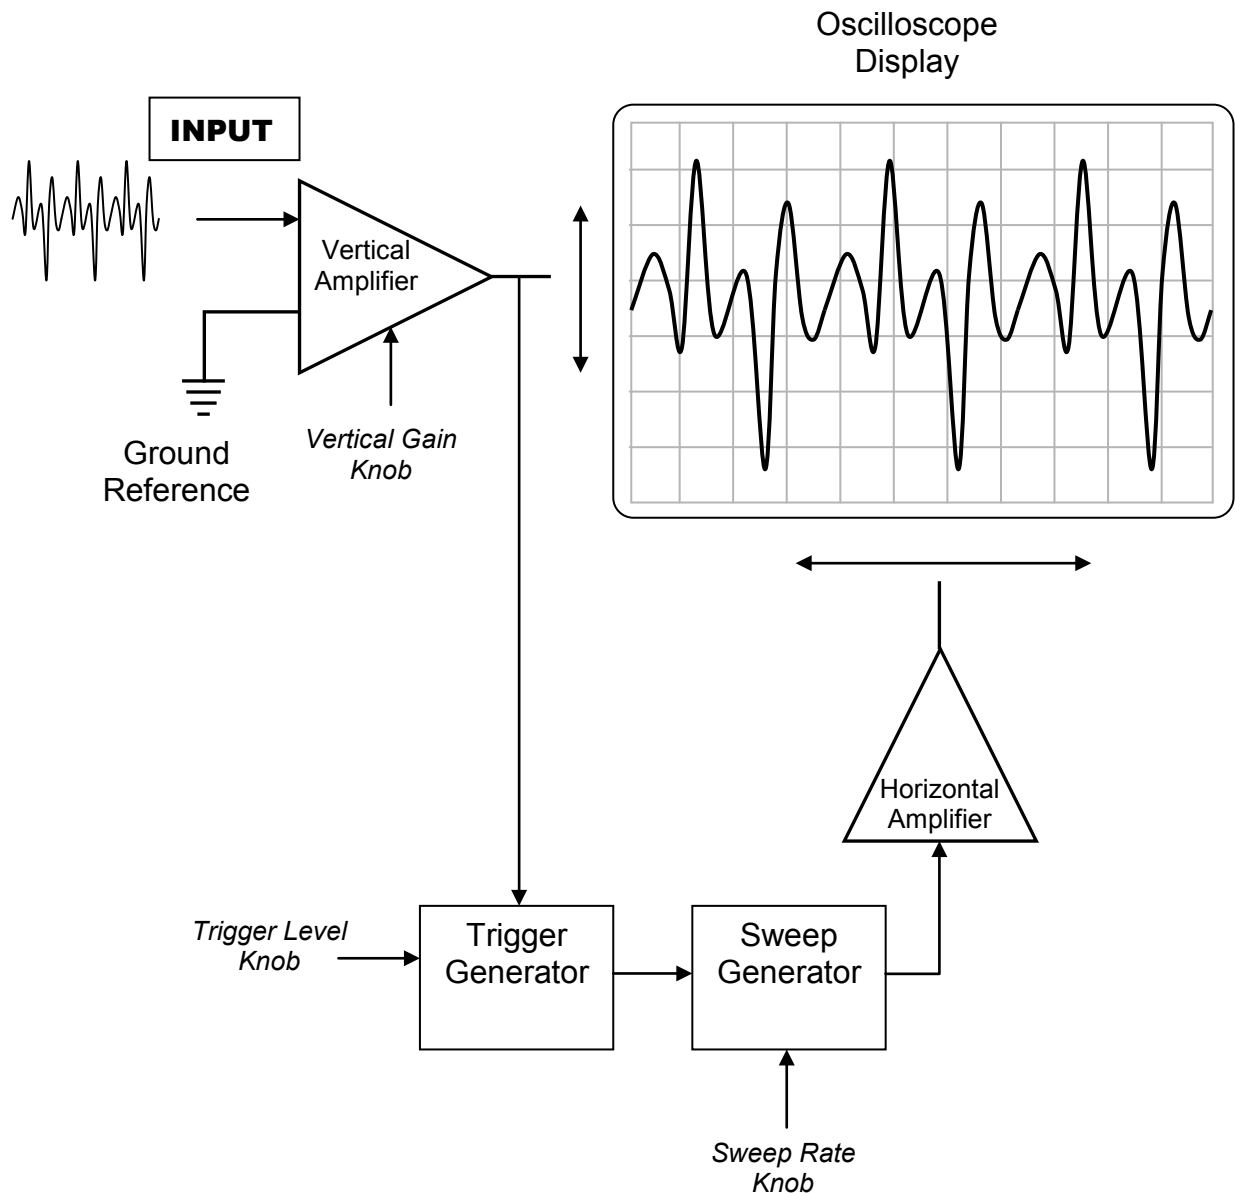 Oscilloscope
Display
INPUT
Vertical
Amplifier
Vertical Gain
Knob
Ground
Reference
Horizontal
Amplifier
Trigger Level
Knob
Trigger
Generator
Sweep
Generator
Sweep Rate
Knob